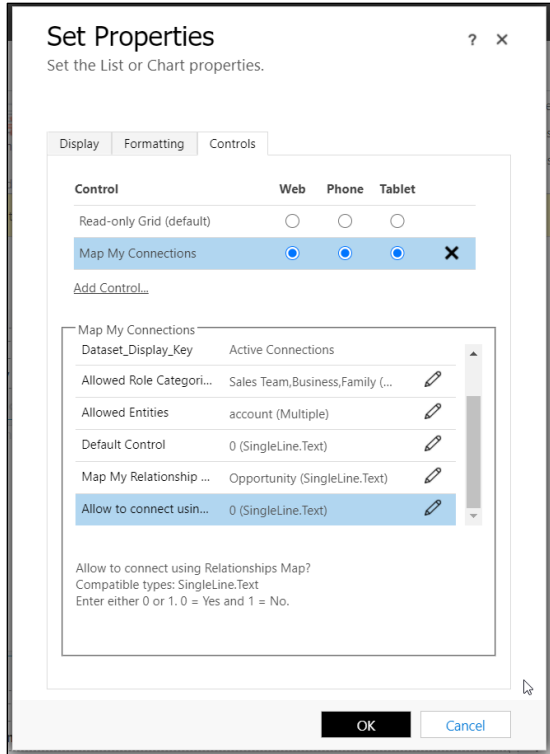 Set Properties
? ×
Set the List or Chart properties.
Display Formatting Controls
Control Web Phone Tablet
Read-only Grid (default)
Map My Connections
Add Control...
Map My Connections
Dataset_Display_Key Active Connections
Allowed Role Categori... Sales Team,Business,Family (...
Allowed Entities account (Multiple)
Default Control 0 (SingleLine.Text)
Map My Relationship ... Opportunity (SingleLine.Text)
Allow to connect usin... 0 (SingleLine.Text)
Allow to connect using Relationships Map?
Compatible types: SingleLine.Text
Enter either 0 or 1. 0 = Yes and 1 = No.
OK Cancel